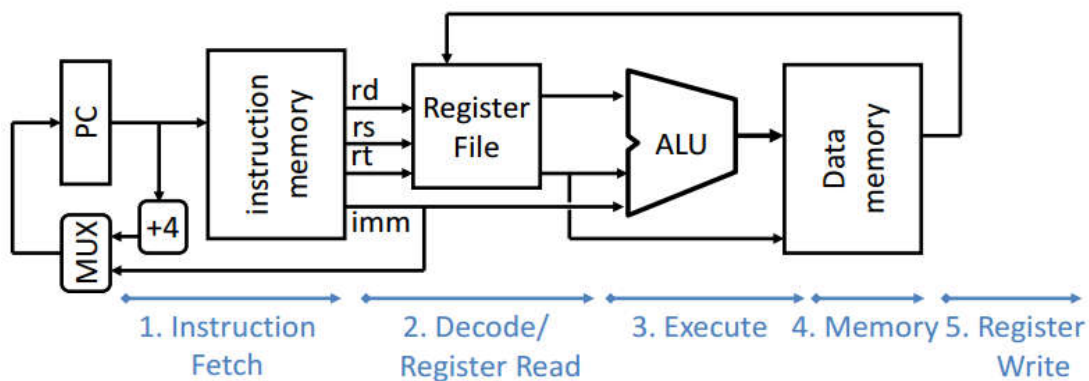 PC
+4
MUX
instruction
memory
rd
rs
rt
imm
Register
File
ALU
Data
memory
1. Instruction
Fetch
2. Decode/
Register Read
3. Execute
4. Memory
5. Register
Write